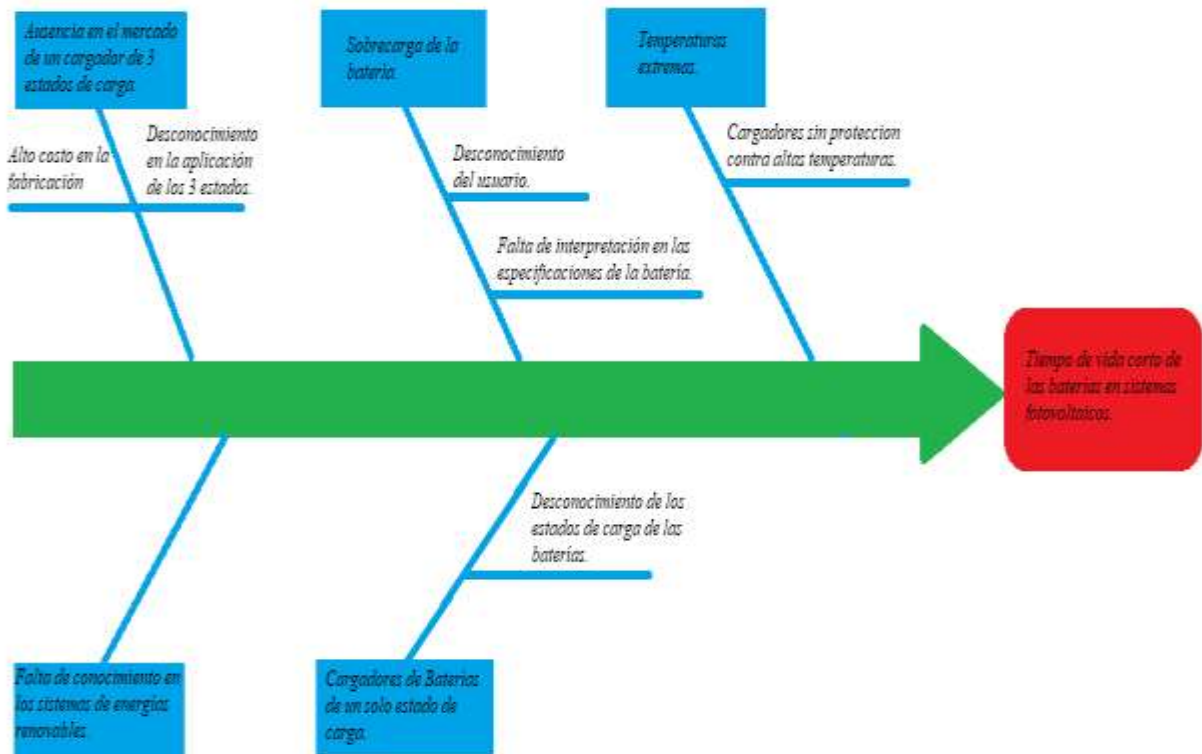 Ausencia en el mercado
de un cargador de 3
estados de carga.
Alto costo en la
fabricación
Desconocimiento
en la aplicación
de los 3 estados.
Sobrecarga de la
batería.
Desconocimiento
del usuario.
Falta de interpretación en las
especificaciones de la batería.
Temperaturas
extremas.
Cargadores sin proteccion
contra altas temperaturas.
Tiempo de vida corto de
las baterías en sistemas
fotovoltaicos.
Falta de conocimiento en
los sistemas de energías
renovables.
Desconocimiento de los
estados de carga de las
baterías.
Cargadores de Baterias
de un solo estado de
carga.